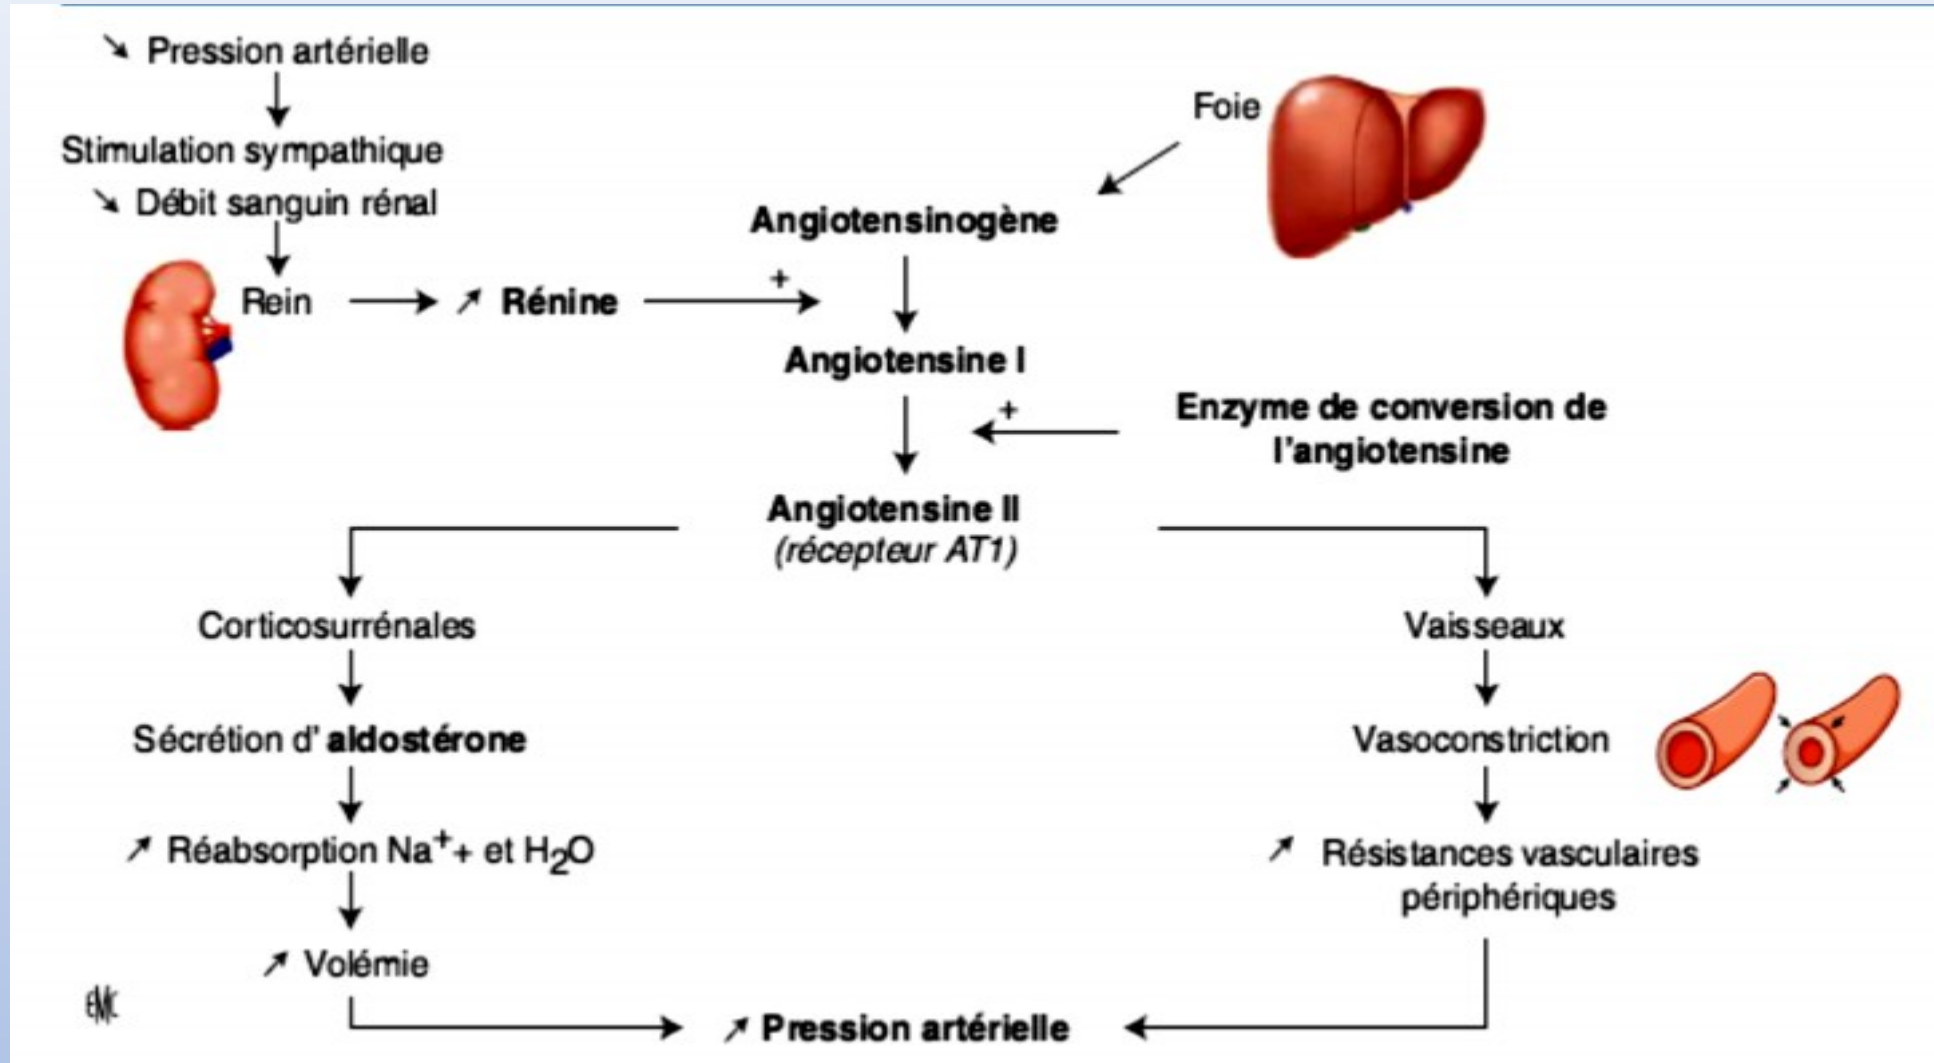 ↘ Pression artérielle
Stimulation sympathique
↘ Débit sanguin rénal
Rein
↗ Rénine
+
Foie
Angiotensinogène
Angiotensine I
+
Enzyme de conversion de
l'angiotensine
Angiotensine II
(récepteur AT1)
Corticosurrénales
Sécrétion d' aldostérone
↗ Réabsorption Na⁺+ et H₂O
↗ Volémie
Vaisseaux
Vasoconstriction
↗ Résistances vasculaires
périphériques
↗ Pression artérielle
EMC